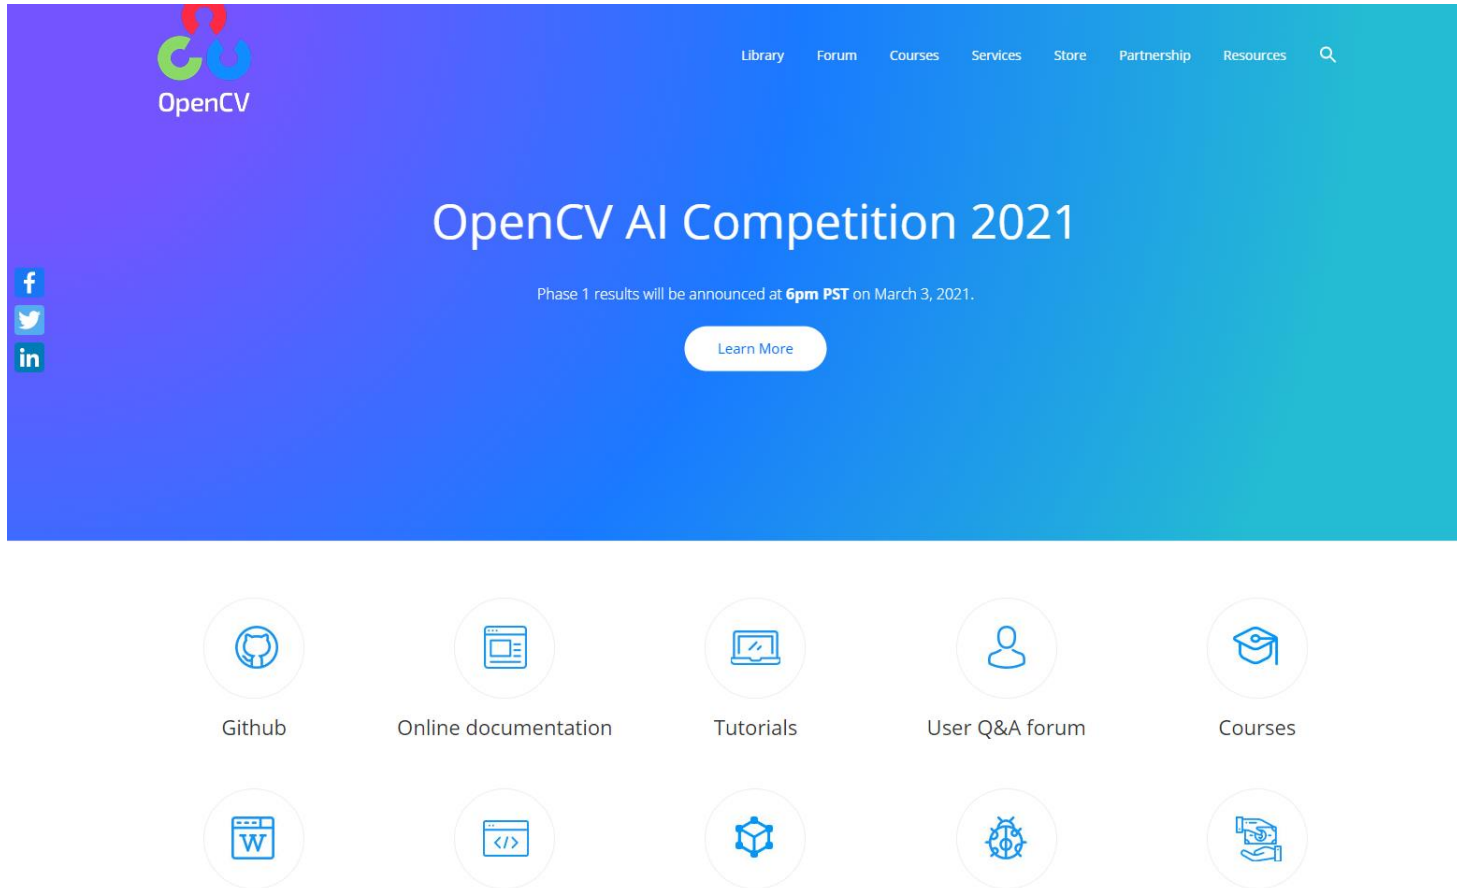 OpenCV
Library Forum Courses Services Store Partnership Resources
OpenCV AI Competition 2021
Phase 1 results will be announced at 6pm PST on March 3, 2021.
Learn More
f
in
Github Online documentation Tutorials User Q&A forum Courses
W </>